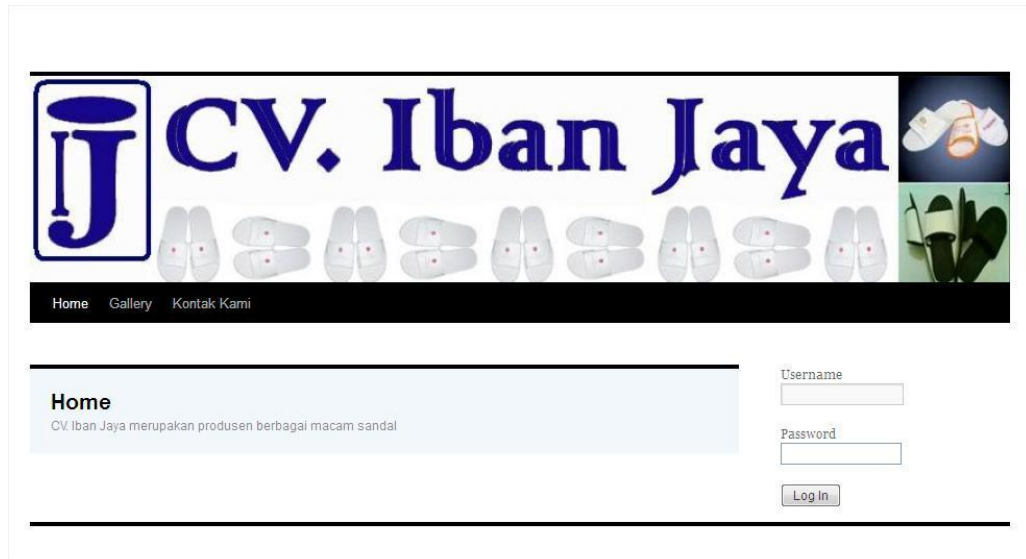 IJ
CV. Iban Jaya
Home Gallery Kontak Kami
Home
CV. Iban Jaya merupakan produsen berbagai macam sandal
Username
Password
Log In